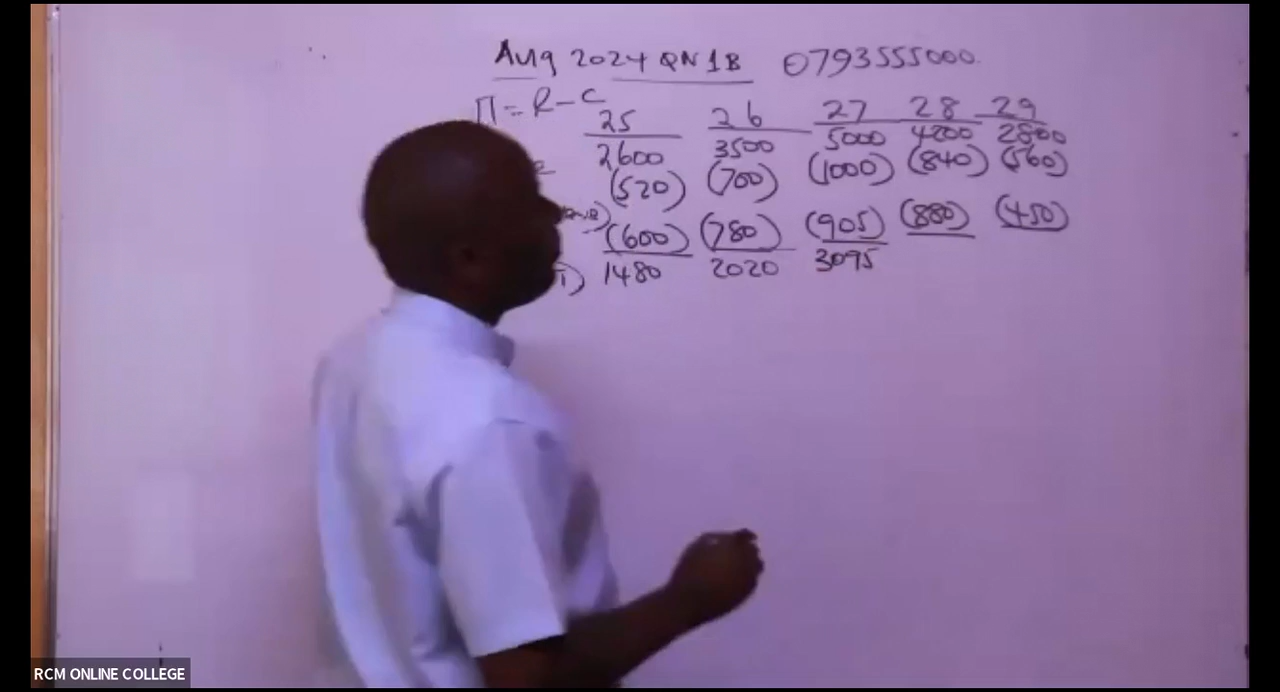 Aug 2024 QN 1B 0793555000
Π = R - C
25 26 27 28 29
2600 3500 5000 4200 2800
(520) (700) (1000) (840) (560)
(600) (780) (905) (880) (450)
1480 2020 3095
RCM ONLINE COLLEGE